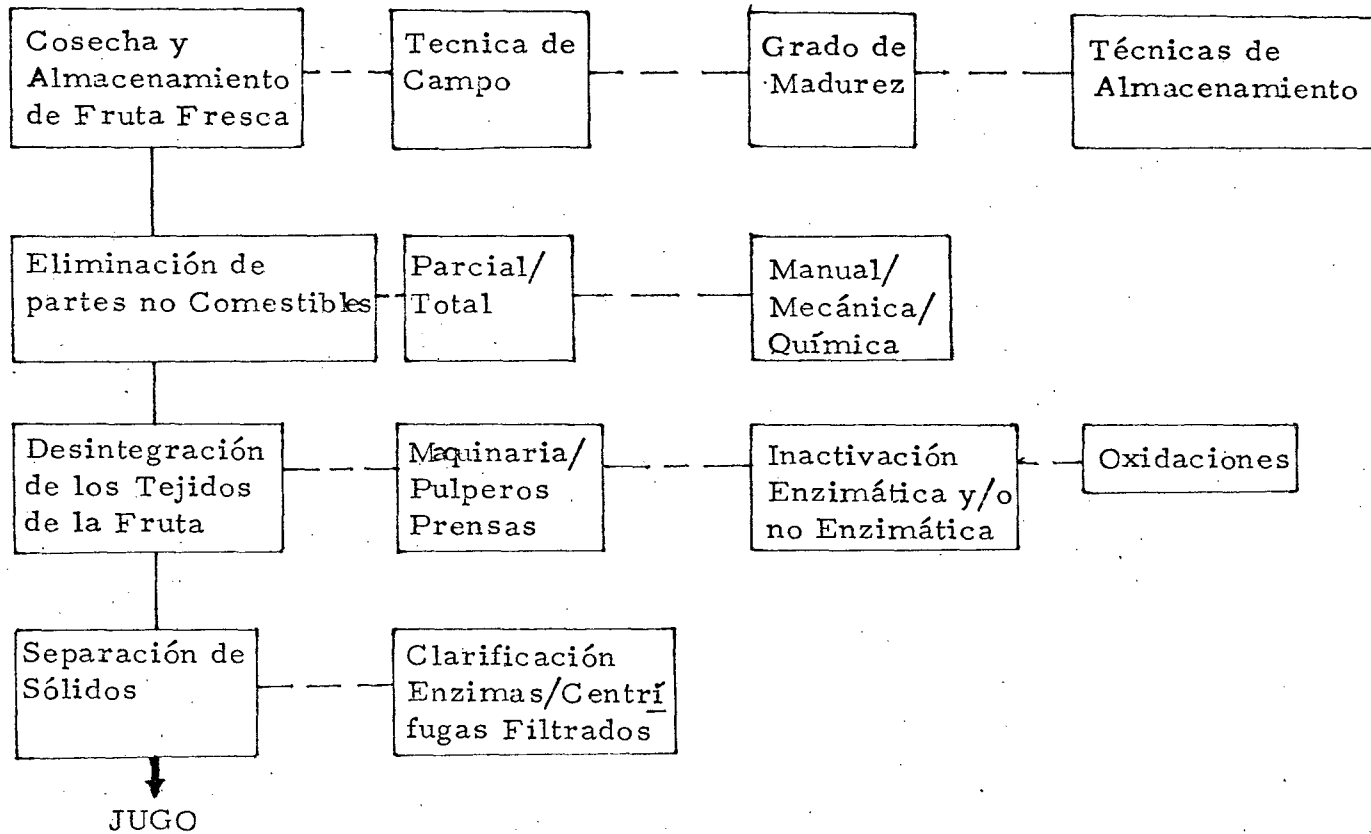 Cosecha y
Almacenamiento
de Fruta Fresca
Tecnica de
Campo
Grado de
Madurez
Técnicas de
Almacenamiento
Eliminación de
partes no Comestibles
Parcial/
Total
Manual/
Mecánica/
Química
Desintegración
de los Tejidos
de la Fruta
Maquinaria/
Pulperos
Prensas
Inactivación
Enzimática y/o
no Enzimática
Oxidaciones
Separación de
Sólidos
Clarificación
Enzimas/Centrí
fugas Filtrados
JUGO